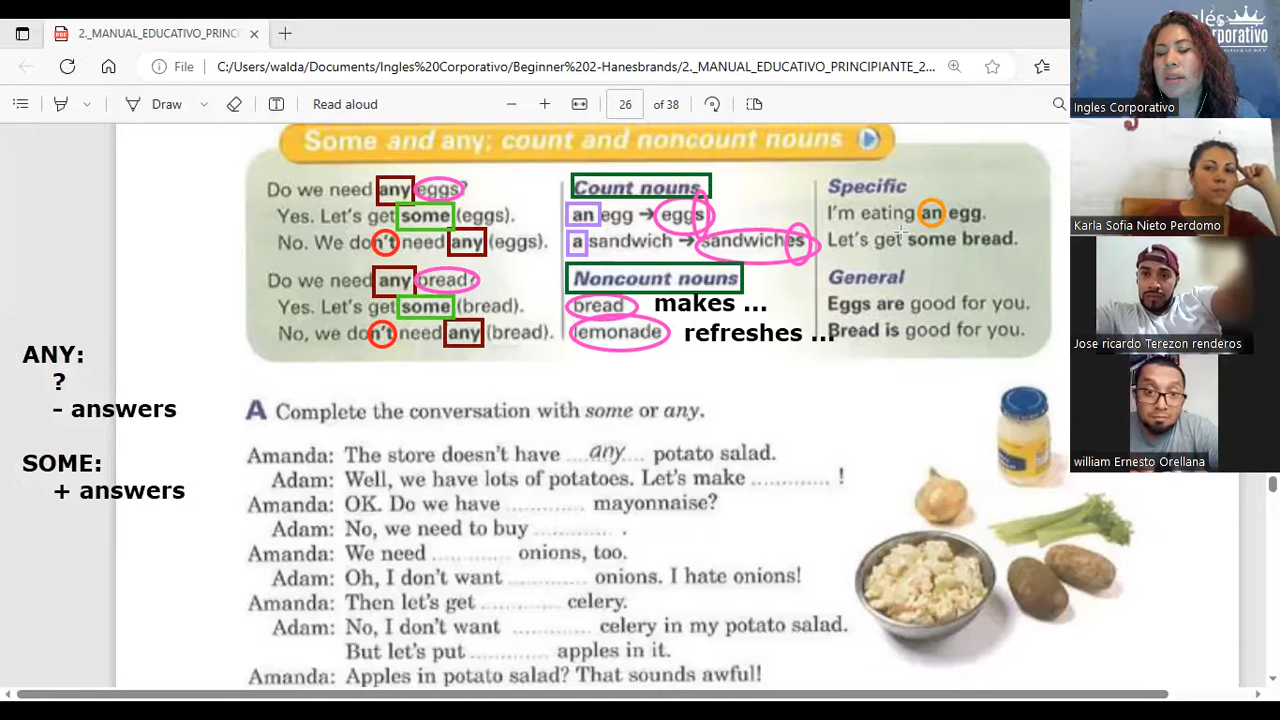 2._MANUAL_EDUCATIVO_PRINCI
File C:/Users/walda/Documents/Ingles%20Corporativo/Beginner%202-Hanesbrands/2._MANUAL_EDUCATIVO_PRINCIPIANTE_2...
Draw Read aloud 26 of 38
Some and any; count and noncount nouns
Do we need any eggs?
Yes. Let's get some (eggs).
No. We don't need any (eggs).
Do we need any bread?
Yes. Let's get some (bread).
No, we don't need any (bread).
Count nouns
an egg → eggs
a sandwich → sandwiches
Noncount nouns
bread makes ...
lemonade refreshes ...
Specific
I'm eating an egg.
Let's get some bread.
General
Eggs are good for you.
Bread is good for you.
ANY:
?
- answers
SOME:
+ answers
A Complete the conversation with some or any.
Amanda: The store doesn't have ....any.... potato salad.
Adam: Well, we have lots of potatoes. Let's make ............. !
Amanda: OK. Do we have ............ mayonnaise?
Adam: No, we need to buy ............ .
Amanda: We need ............ onions, too.
Adam: Oh, I don't want ............ onions. I hate onions!
Amanda: Then let's get ............ celery.
Adam: No, I don't want ............ celery in my potato salad.
But let's put ............ apples in it.
Amanda: Apples in potato salad? That sounds awful!
Inglés
Corporativo
Ingles Corporativo
Karla Sofia Nieto Perdomo
Jose ricardo Terezon renderos
william Ernesto Orellana